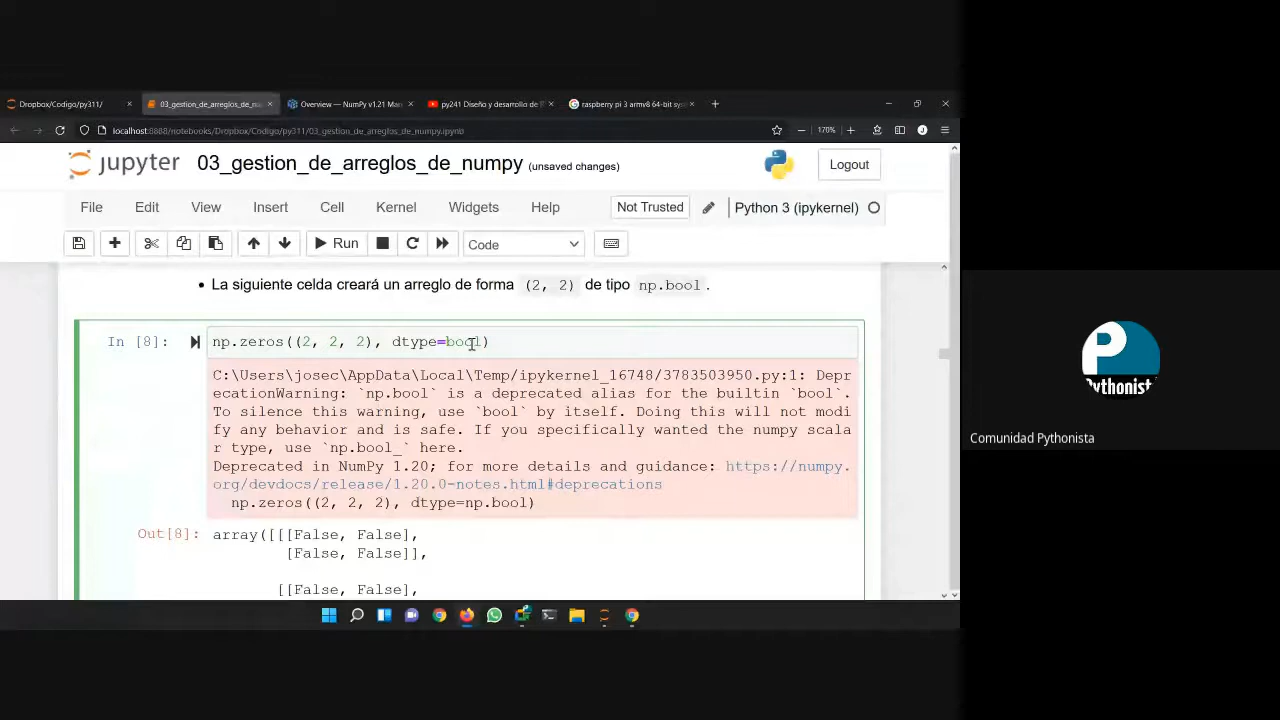 Dropbox/Codigo/py311/
03_gestion_de_arreglos_de_nu
Overview — NumPy v1.21 Man
py241 Diseño y desarrollo de
raspberry pi 3 armv8 64-bit sys
localhost:8888/notebooks/Dropbox/Codigo/py311/03_gestion_de_arreglos_de_numpy.ipynb
170%
jupyter 03_gestion_de_arreglos_de_numpy (unsaved changes)
Logout
File Edit View Insert Cell Kernel Widgets Help Not Trusted Python 3 (ipykernel)
Run Code
• La siguiente celda creará un arreglo de forma (2, 2) de tipo np.bool.
In [8]: np.zeros((2, 2, 2), dtype=bool)
C:\Users\josec\AppData\Local\Temp/ipykernel_16748/3783503950.py:1: Depr
ecationWarning: `np.bool` is a deprecated alias for the builtin `bool`.
To silence this warning, use `bool` by itself. Doing this will not modi
fy any behavior and is safe. If you specifically wanted the numpy scala
r type, use `np.bool_` here.
Deprecated in NumPy 1.20; for more details and guidance: https://numpy.
org/devdocs/release/1.20.0-notes.html#deprecations
np.zeros((2, 2, 2), dtype=np.bool)
Out[8]: array([[[False, False],
[False, False]],
[[False, False],
Pythonist
Comunidad Pythonista